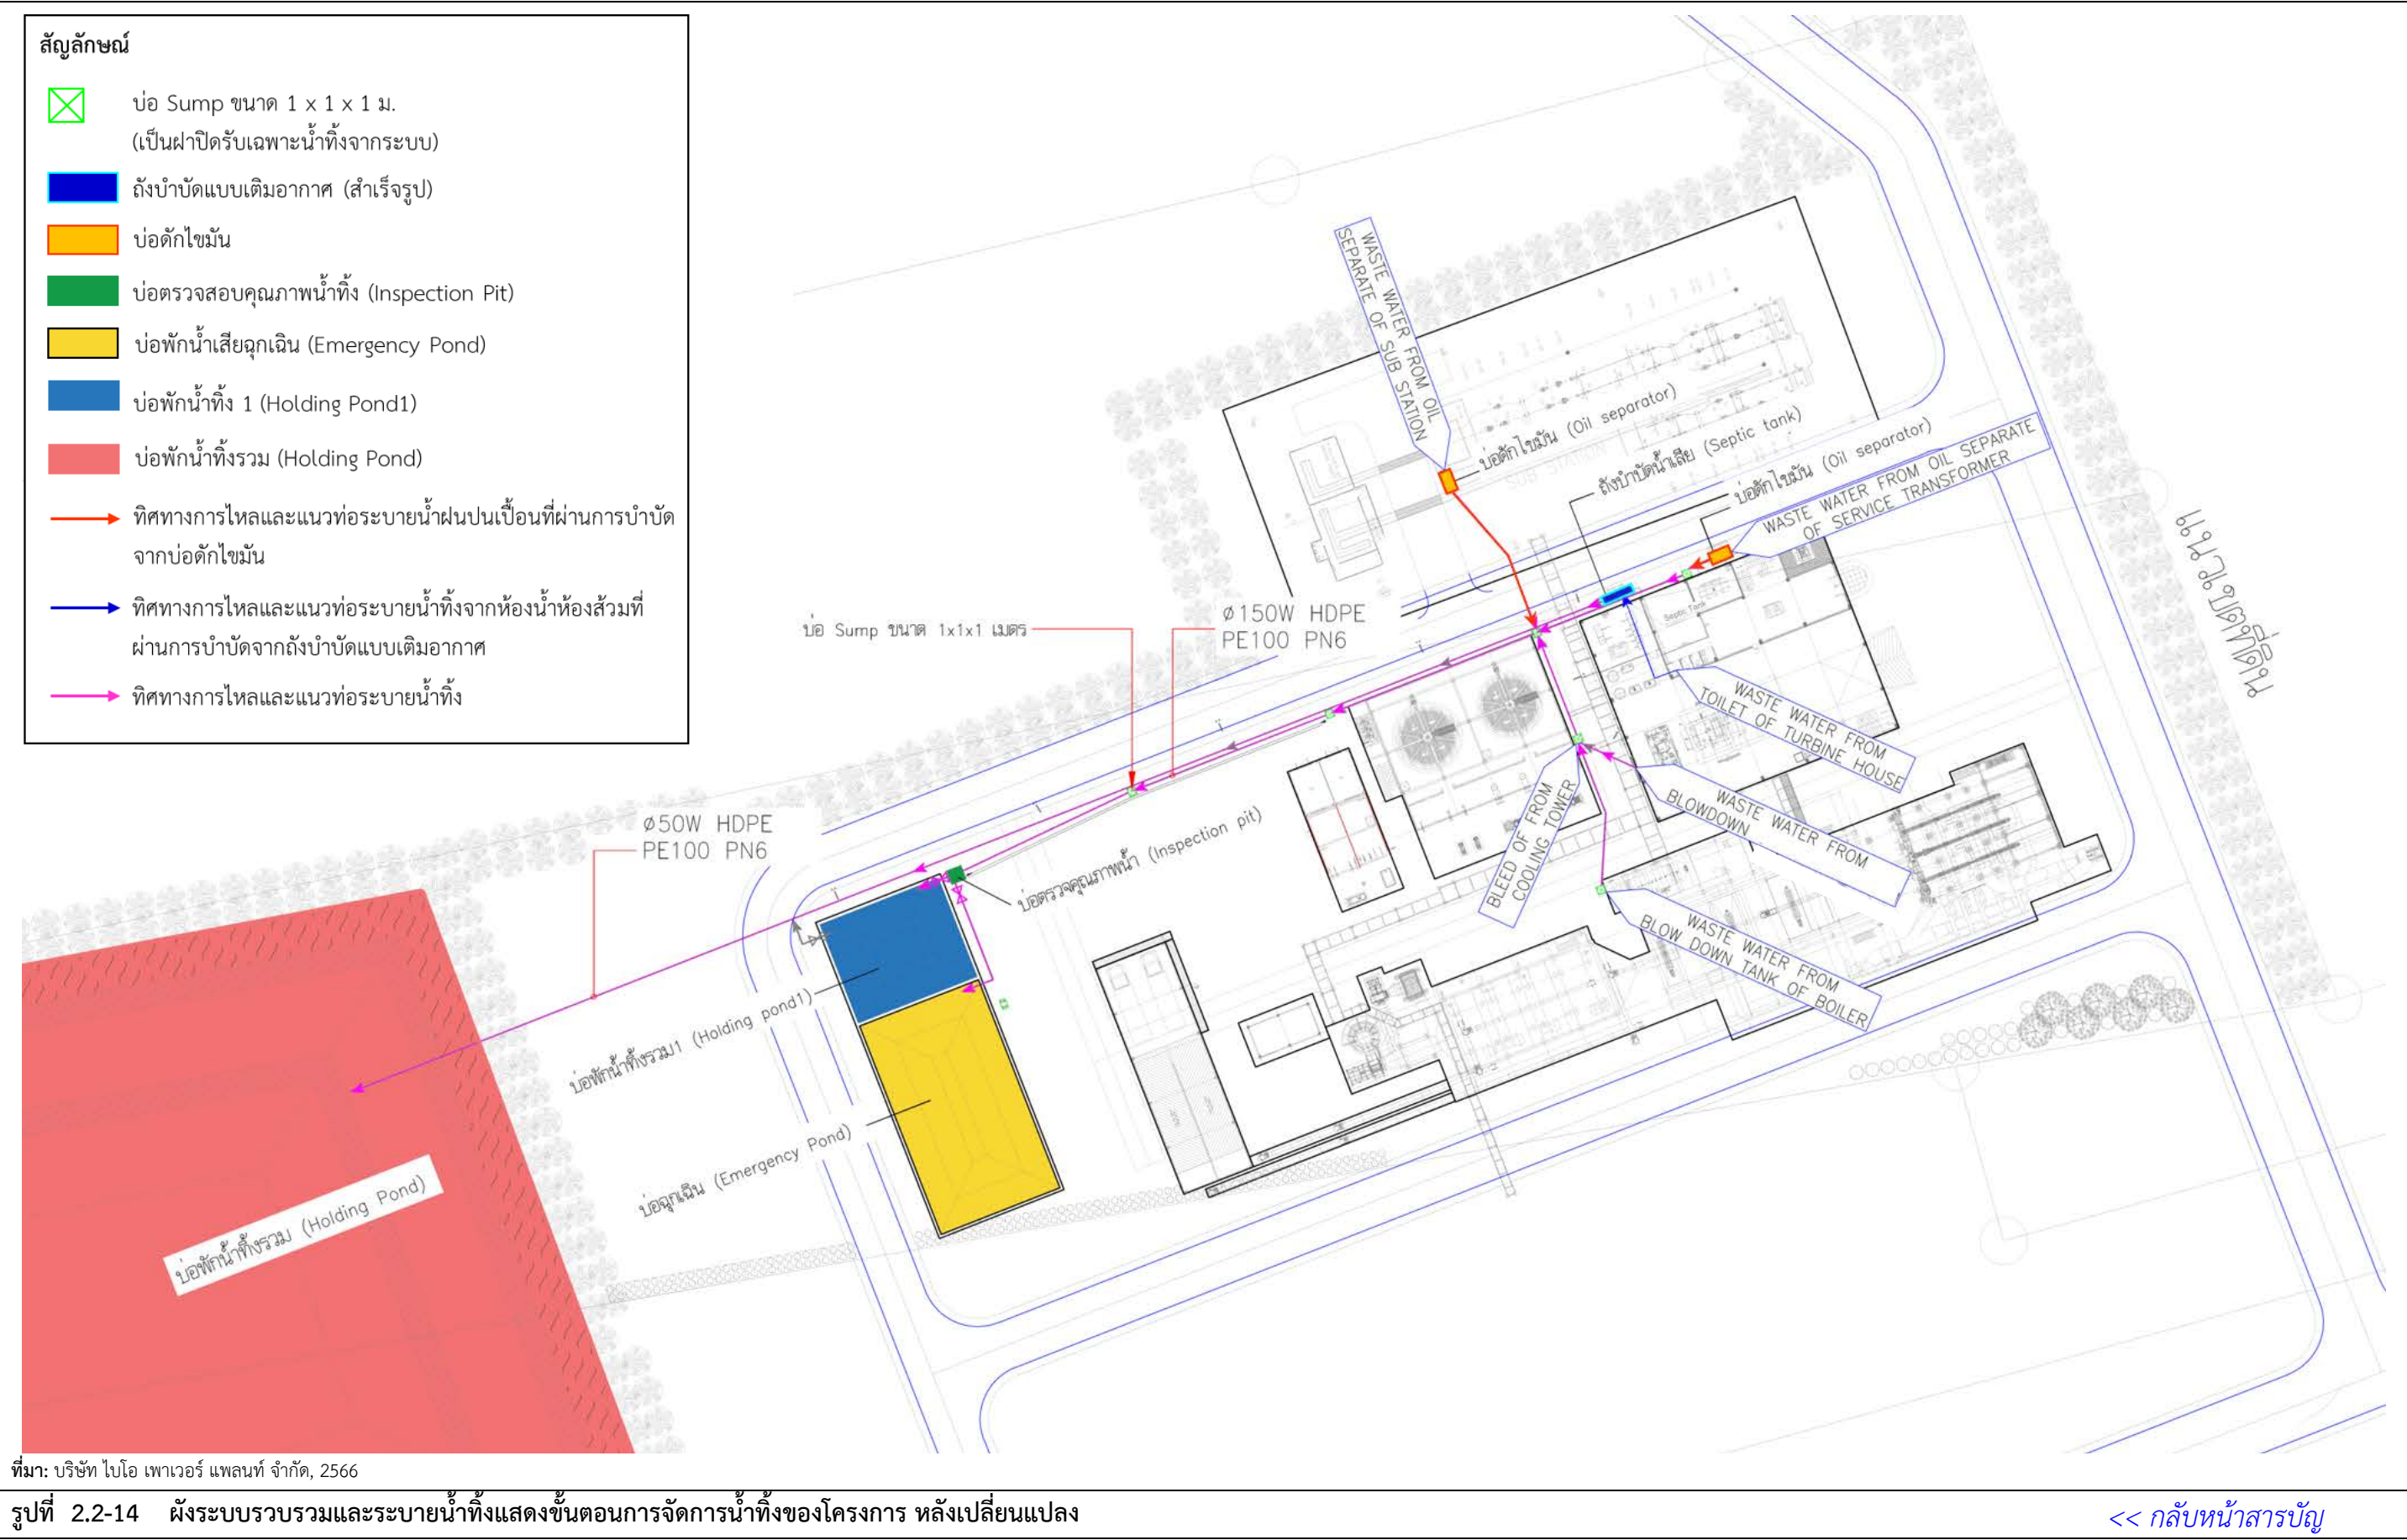 สัญลักษณ์
บ่อ Sump ขนาด 1 x 1 x 1 ม.
(เป็นฝาปิดรับเฉพาะน้ำทิ้งจากระบบ)
ถังบำบัดแบบเติมอากาศ (สำเร็จรูป)
บ่อดักไขมัน
บ่อตรวจสอบคุณภาพน้ำทิ้ง (Inspection Pit)
บ่อพักน้ำเสียฉุกเฉิน (Emergency Pond)
บ่อพักน้ำทิ้ง 1 (Holding Pond1)
บ่อพักน้ำทิ้งรวม (Holding Pond)
ทิศทางการไหลและแนวท่อระบายน้ำฝนปนเปื้อนที่ผ่านการบำบัด
จากบ่อดักไขมัน
ทิศทางการไหลและแนวท่อระบายน้ำทิ้งจากห้องน้ำห้องส้วมที่
ผ่านการบำบัดจากถังบำบัดแบบเติมอากาศ
ทิศทางการไหลและแนวท่อระบายน้ำทิ้ง
WASTE WATER FROM OIL
SEPARATE OF SUB STATION
บ่อดักไขมัน (Oil separator)
SUB STATION
ถังบำบัดน้ำเสีย (Septic tank)
บ่อดักไขมัน (Oil separator)
WASTE WATER FROM OIL SEPARATE
OF SERVICE TRANSFORMER
แนวเขตที่ดิน
Septic Tank
บ่อ Sump ขนาด 1x1x1 เมตร
Ø150W HDPE
PE100 PN6
WASTE WATER FROM
TOILET OF TURBINE HOUSE
WASTE WATER FROM
BLOWDOWN
BLEED OF FROM
COOLING TOWER
WASTE WATER FROM
BLOW DOWN TANK OF BOILER
Ø50W HDPE
PE100 PN6
บ่อตรวจคุณภาพน้ำ (Inspection pit)
บ่อพักน้ำทิ้งรวม1 (Holding pond1)
บ่อฉุกเฉิน (Emergency Pond)
บ่อพักน้ำทิ้งรวม (Holding Pond)
ที่มา: บริษัท ไบโอ เพาเวอร์ แพลนท์ จำกัด, 2566
รูปที่ 2.2-14 ผังระบบรวบรวมและระบายน้ำทิ้งแสดงขั้นตอนการจัดการน้ำทิ้งของโครงการ หลังเปลี่ยนแปลง
<< กลับหน้าสารบัญ